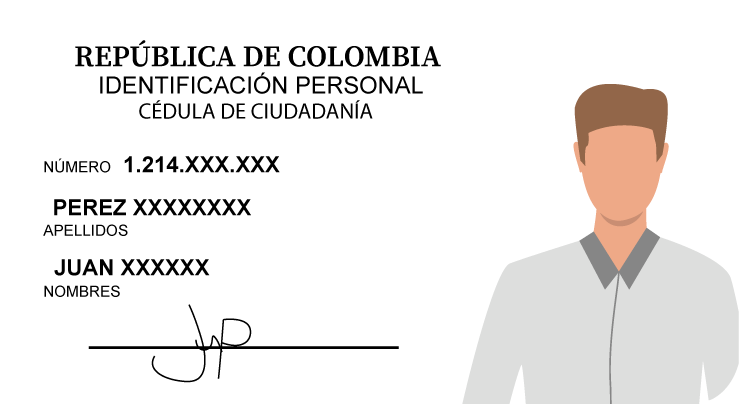 REPÚBLICA DE COLOMBIA
IDENTIFICACIÓN PERSONAL
CÉDULA DE CIUDADANÍA
NÚMERO 1.214.XXX.XXX
PEREZ XXXXXXXX
APELLIDOS
JUAN XXXXXX
NOMBRES